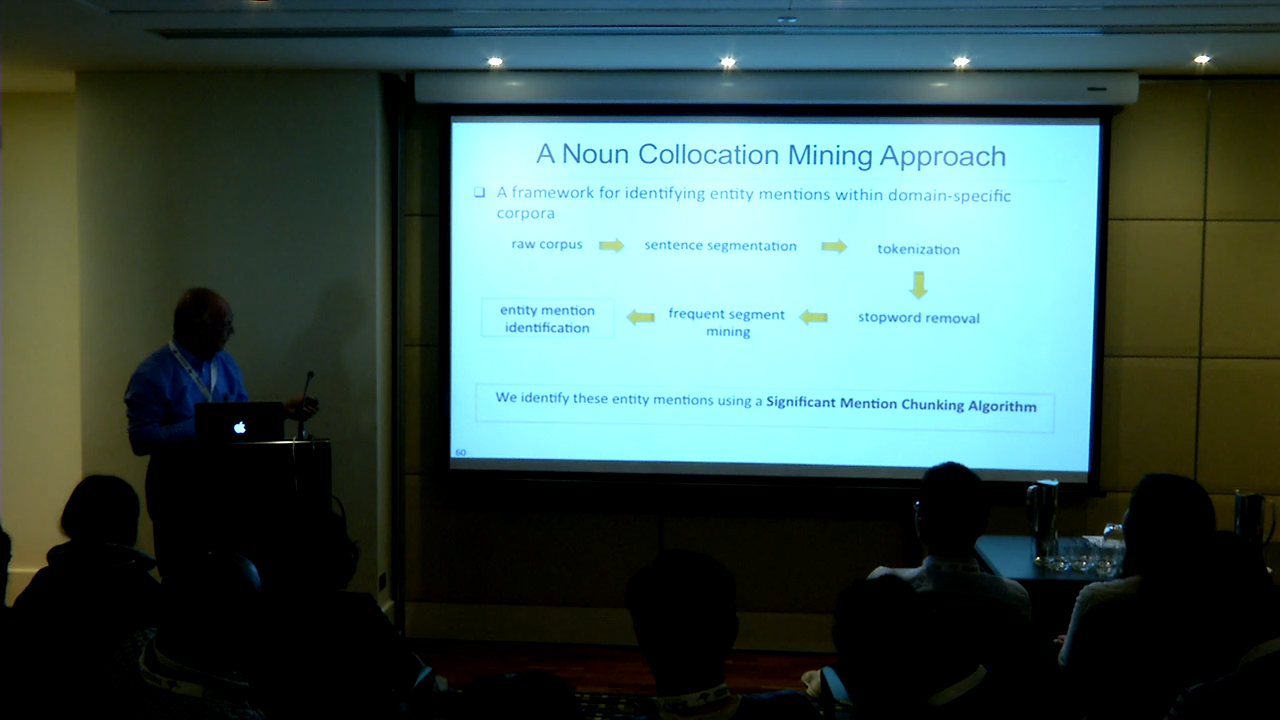 A Noun Collocation Mining Approach
A framework for identifying entity mentions within domain-specific
corpora
raw corpus
sentence segmentation
tokenization
entity mention
identification
frequent segment
mining
stopword removal
We identify these entity mentions using a Significant Mention Chunking Algorithm
60